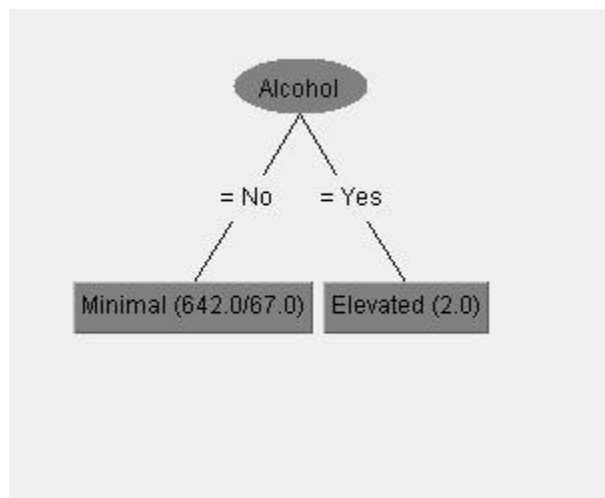 Alcohol
= No
= Yes
Minimal (642.0/67.0)
Elevated (2.0)